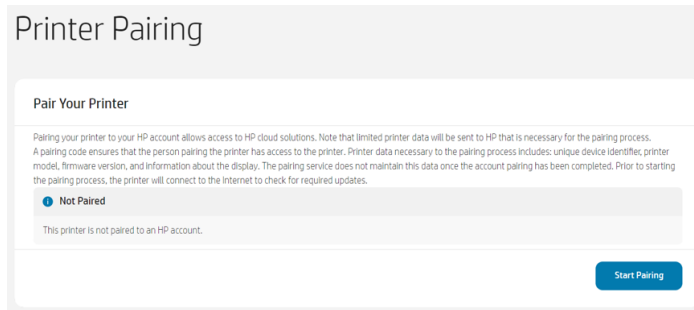 Printer Pairing
Pair Your Printer
Pairing your printer to your HP account allows access to HP cloud solutions. Note that limited printer data will be sent to HP that is necessary for the pairing process.
A pairing code ensures that the person pairing the printer has access to the printer. Printer data necessary to the pairing process includes: unique device identifier, printer
model, firmware version, and information about the display. The pairing service does not maintain this data once the account pairing has been completed. Prior to starting
the pairing process, the printer will connect to the Internet to check for required updates.
Not Paired
This printer is not paired to an HP account.
Start Pairing